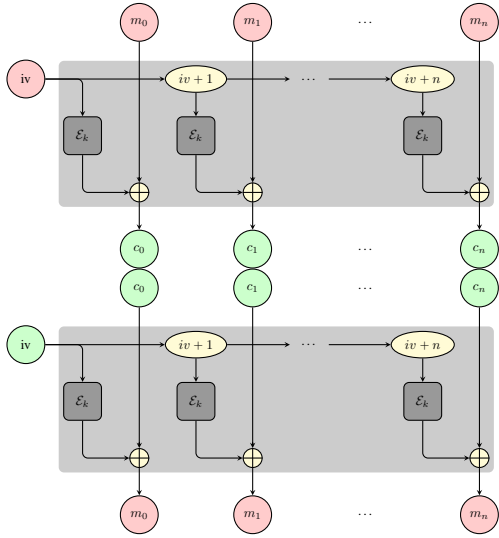 m₀ m₁ ⋯ mₙ
iv iv + 1 ⋯ iv + n
ℰₖ ℰₖ ℰₖ
c₀ c₁ ⋯ cₙ
c₀ c₁ ⋯ cₙ
iv iv + 1 ⋯ iv + n
ℰₖ ℰₖ ℰₖ
m₀ m₁ ⋯ mₙ